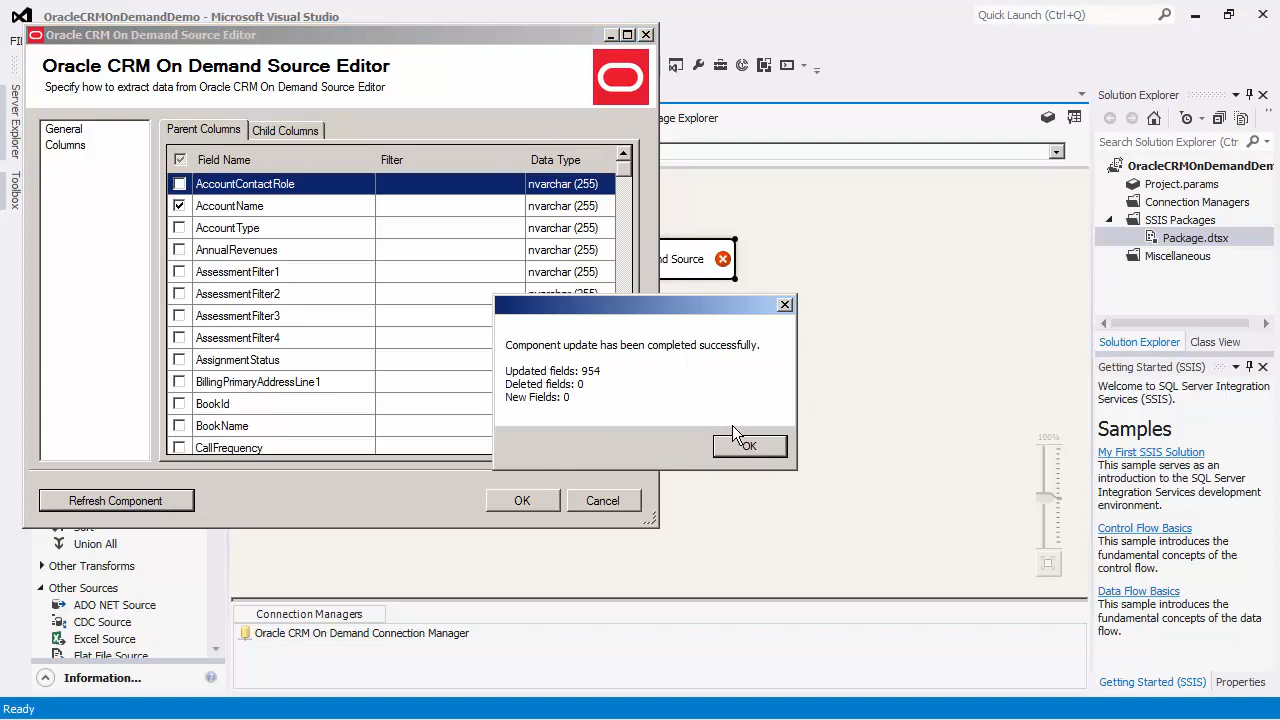 OracleCRMOnDemandDemo - Microsoft Visual Studio
Quick Launch (Ctrl+Q)
FI
Oracle CRM On Demand Source Editor
Oracle CRM On Demand Source Editor
Specify how to extract data from Oracle CRM On Demand Source Editor
General
Columns
Parent Columns
Child Columns
Field Name
Filter
Data Type
AccountContactRole
nvarchar (255)
AccountName
nvarchar (255)
AccountType
nvarchar (255)
AnnualRevenues
nvarchar (255)
AssessmentFilter1
nvarchar (255)
AssessmentFilter2
AssessmentFilter3
AssessmentFilter4
AssignmentStatus
BillingPrimaryAddressLine1
BookId
BookName
CallFrequency
Refresh Component
OK
Cancel
Component update has been completed successfully.
Updated fields: 954
Deleted fields: 0
New Fields: 0
OK
Server Explorer
Toolbox
Package Explorer
nd Source
100%
Union All
Other Transforms
Other Sources
ADO NET Source
CDC Source
Excel Source
Flat File Source
Information...
Connection Managers
Oracle CRM On Demand Connection Manager
Solution Explorer
Search Solution Explorer (Ctrl
OracleCRMOnDemandDem
Project.params
Connection Managers
SSIS Packages
Package.dtsx
Miscellaneous
Solution Explorer
Class View
Getting Started (SSIS)
Welcome to SQL Server Integration
Services (SSIS).
Samples
My First SSIS Solution
This sample serves as an
introduction to the SQL Server
Integration Services development
environment.
Control Flow Basics
This sample introduces the
fundamental concepts of the
control flow.
Data Flow Basics
This sample introduces the
fundamental concepts of the data
flow.
Getting Started (SSIS)
Properties
Ready